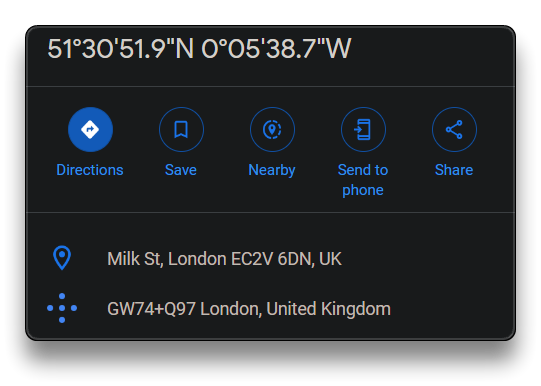 51°30'51.9"N 0°05'38.7"W
Directions
Save
Nearby
Send to
phone
Share
Milk St, London EC2V 6DN, UK
GW74+Q97 London, United Kingdom